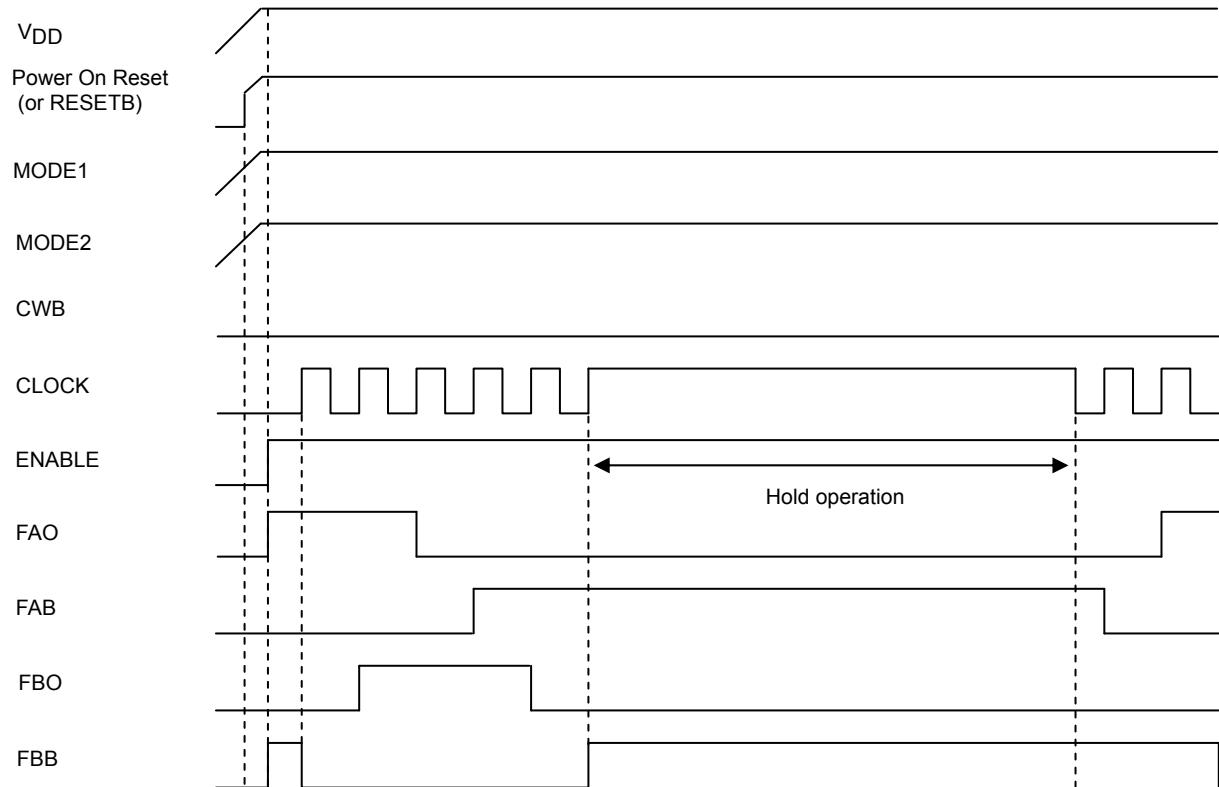 VDD
Power On Reset
(or RESETB)
MODE1
MODE2
CWB
CLOCK
ENABLE
Hold operation
FAO
FAB
FBO
FBB